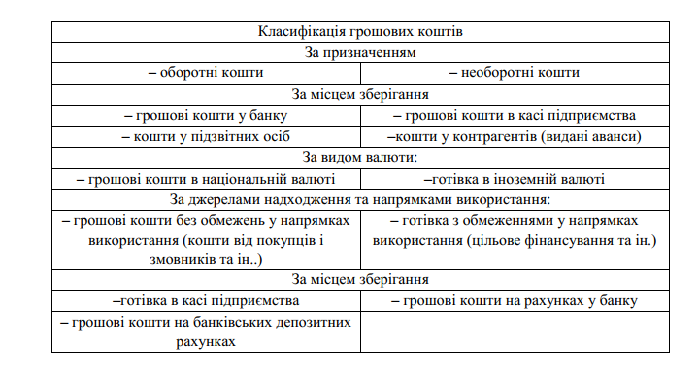 Класифікація грошових коштів
За призначенням
– оборотні кошти
– необоротні кошти
За місцем зберігання
– грошові кошти у банку
– грошові кошти в касі підприємства
– кошти у підзвітних осіб
–кошти у контрагентів (видані аванси)
За видом валюти:
– грошові кошти в національній валюті
–готівка в іноземній валюті
За джерелами надходження та напрямками використання:
– грошові кошти без обмежень у напрямках
використання (кошти від покупців і
змовників та ін..)
– готівка з обмеженнями у напрямках
використання (цільове фінансування та ін.)
За місцем зберігання
–готівка в касі підприємства
– грошові кошти на рахунках у банку
– грошові кошти на банківських депозитних
рахунках